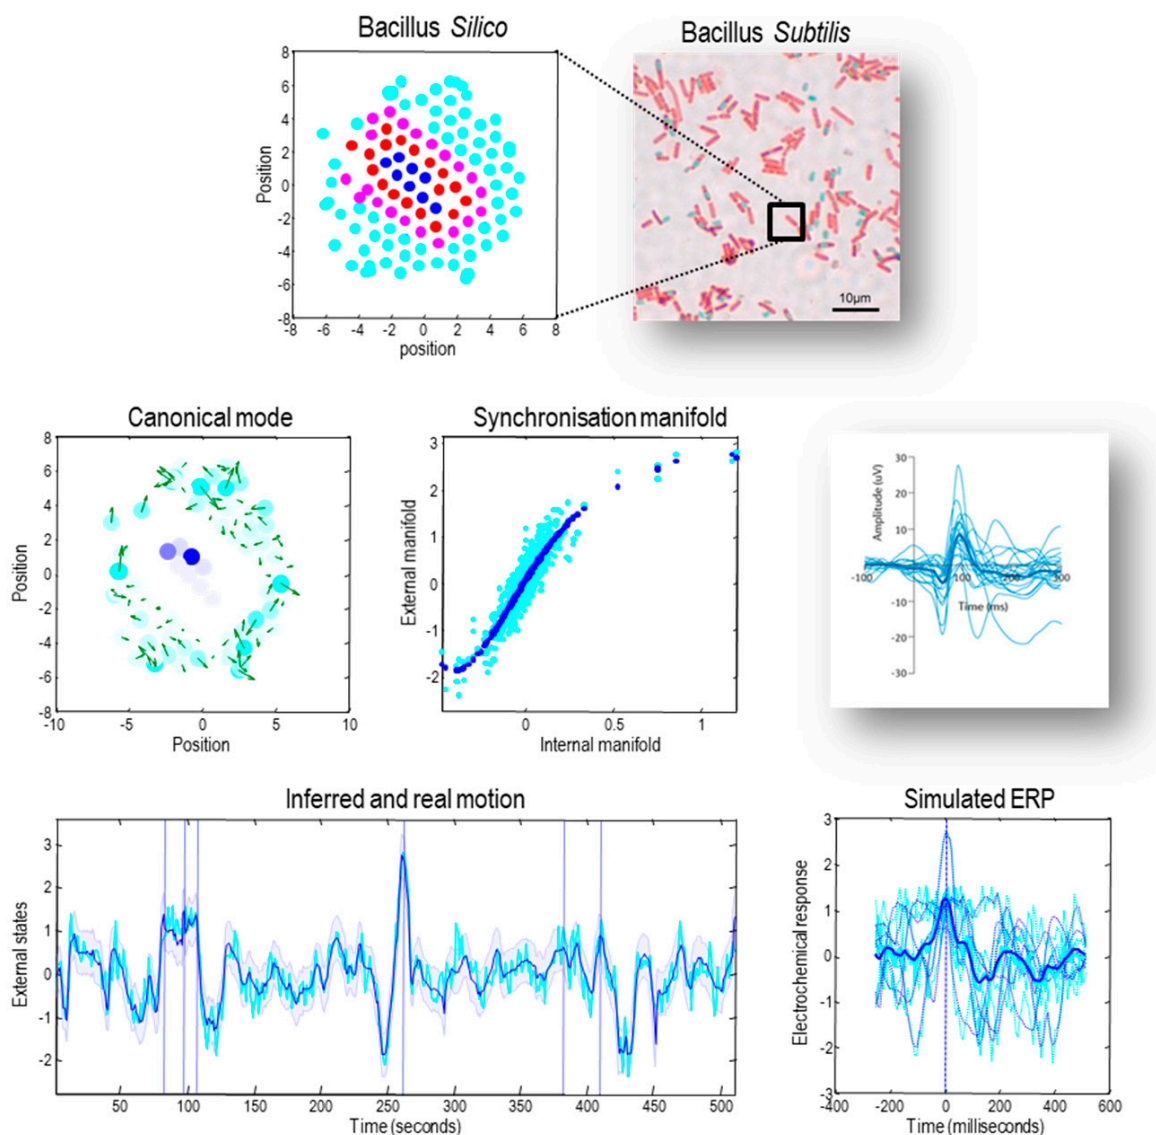 Bacillus Silico
Bacillus Subtilis
8
6
4
2
0
-2
-4
-6
-8
Position
-8 -6 -4 -2 0 2 4 6 8
position
10µm
Canonical mode
8
6
4
2
0
-2
-4
-6
-8
Position
-10 -5 0 5 10
Position
Synchronisation manifold
3
2
1
0
-1
-2
External manifold
0 0.5 1
Internal manifold
30
20
10
-10
-20
-30
Amplitude (uV)
-100 100 300
Time (ms)
Inferred and real motion
3
2
1
0
-1
-2
External states
50 100 150 200 250 300 350 400 450 500
Time (seconds)
Simulated ERP
3
2
1
0
-1
-2
-3
Electrochemical response
-400 -200 0 200 400 600
Time (milliseconds)